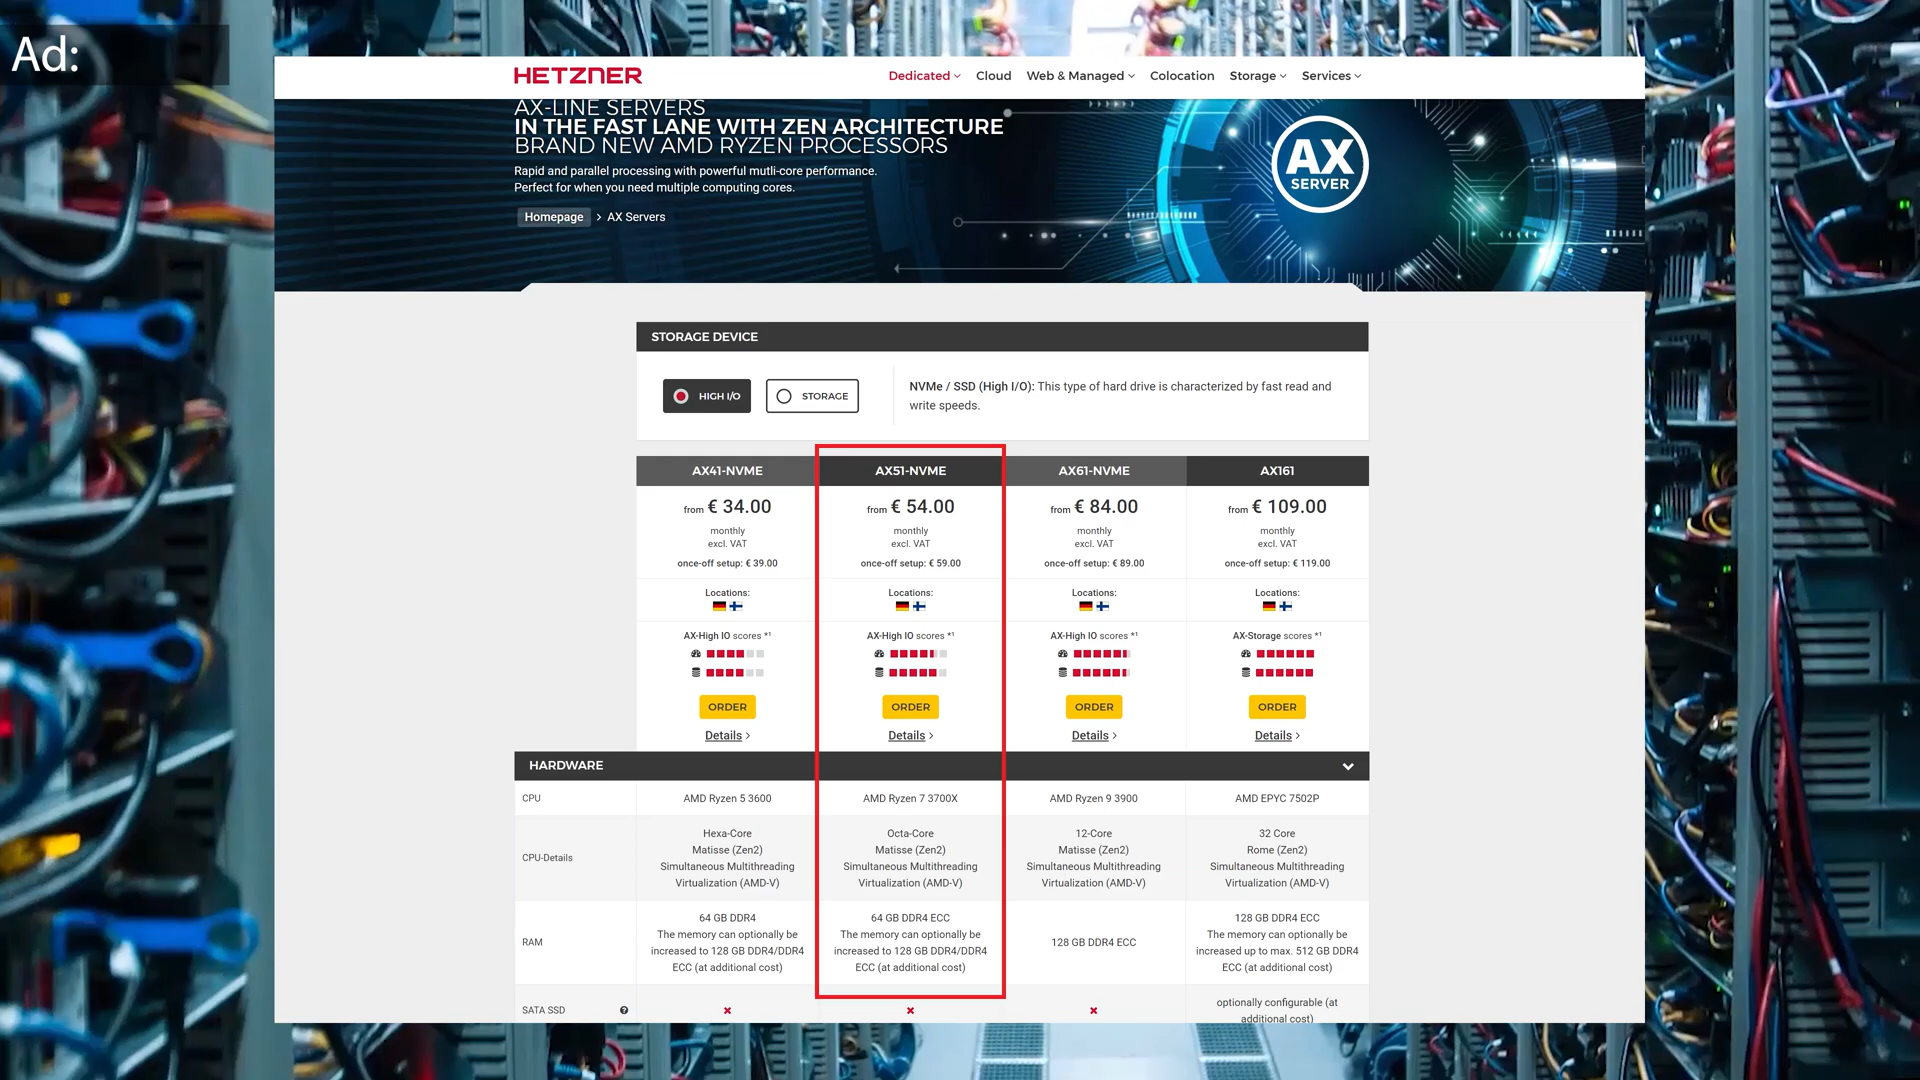 Ad:
HETZNER
Dedicated Cloud Web & Managed Colocation Storage Services
AX-LINE SERVERS
IN THE FAST LANE WITH ZEN ARCHITECTURE
BRAND NEW AMD RYZEN PROCESSORS
Rapid and parallel processing with powerful mutli-core performance.
Perfect for when you need multiple computing cores.
Homepage > AX Servers
AX
SERVER
STORAGE DEVICE
HIGH I/O STORAGE
NVMe / SSD (High I/O): This type of hard drive is characterized by fast read and
write speeds.
AX41-NVME AX51-NVME AX61-NVME AX161
from € 34.00 from € 54.00 from € 84.00 from € 109.00
monthly monthly monthly monthly
excl. VAT excl. VAT excl. VAT excl. VAT
once-off setup: € 39.00 once-off setup: € 59.00 once-off setup: € 89.00 once-off setup: € 119.00
Locations: Locations: Locations: Locations:
AX-High IO scores *¹ AX-High IO scores *¹ AX-High IO scores *¹ AX-Storage scores *¹
ORDER ORDER ORDER ORDER
Details > Details > Details > Details >
HARDWARE
CPU AMD Ryzen 5 3600 AMD Ryzen 7 3700X AMD Ryzen 9 3900 AMD EPYC 7502P
CPU-Details
Hexa-Core
Matisse (Zen2)
Simultaneous Multithreading
Virtualization (AMD-V)
Octa-Core
Matisse (Zen2)
Simultaneous Multithreading
Virtualization (AMD-V)
12-Core
Matisse (Zen2)
Simultaneous Multithreading
Virtualization (AMD-V)
32 Core
Rome (Zen2)
Simultaneous Multithreading
Virtualization (AMD-V)
RAM
64 GB DDR4
The memory can optionally be
increased to 128 GB DDR4/DDR4
ECC (at additional cost)
64 GB DDR4 ECC
The memory can optionally be
increased to 128 GB DDR4/DDR4
ECC (at additional cost)
128 GB DDR4 ECC
128 GB DDR4 ECC
The memory can optionally be
increased up to max. 512 GB DDR4
ECC (at additional cost)
SATA SSD
optionally configurable (at
additional cost)